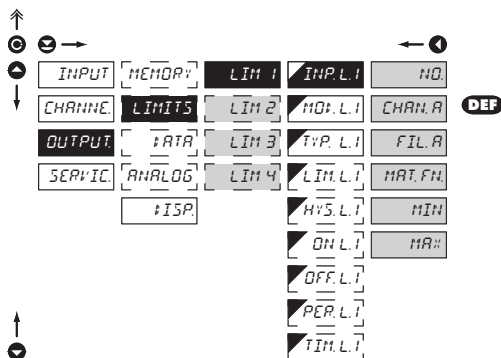 INPUT MEMORY LIM 1 INP. L.1 NO.
CHANNE. LIMITS LIM 2 MOD. L.1 CHAN. A DEF
OUTPUT. DATA LIM 3 TYP. L.1 FIL. A
SERVIC. ANALOG LIM 4 LIM. L.1 MAT. FN.
DISP. HYS. L.1 MIN
ON L.1 MAX
OFF. L.1
PER. L.1
TIM. L.1